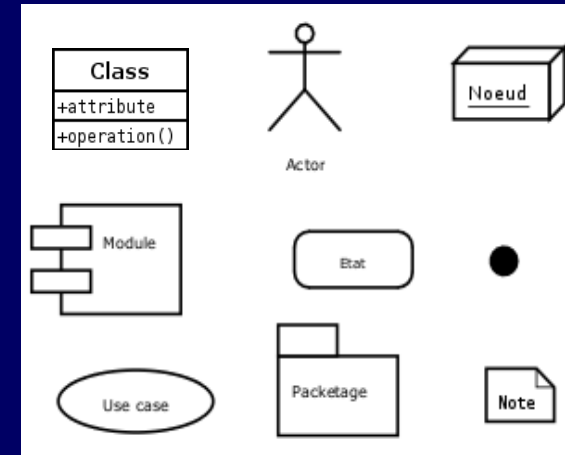 Class
+attribute
+operation()
Actor
Noeud
Module
Etat
Use case
Packetage
Note